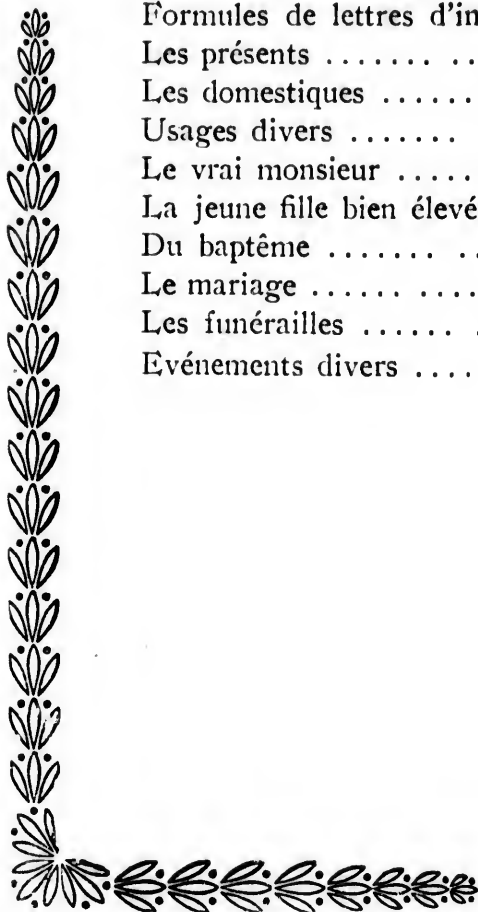 Formules de lettres d'in
Les présents ....... ..
Les domestiques ......
Usages divers .......
Le vrai monsieur .....
La jeune fille bien élevé
Du baptême ....... ..
Le mariage ...... ....
Les funérailles ...... .
Evénements divers ....